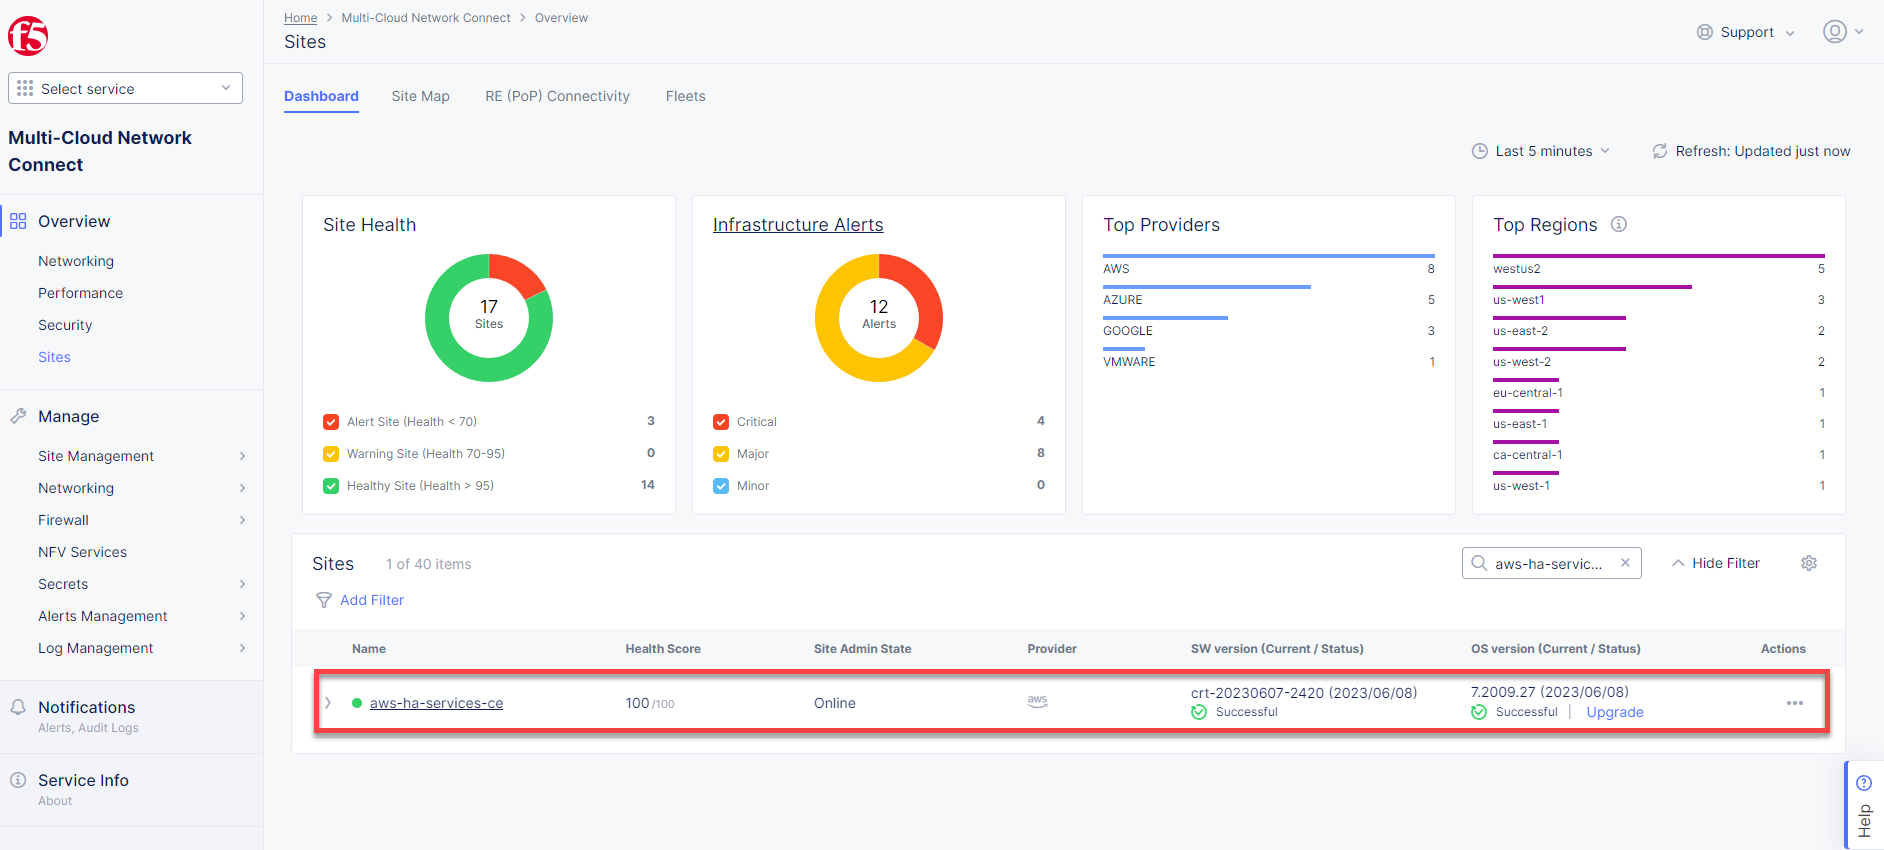 f5
Select service
Multi-Cloud Network
Connect
Overview
Networking
Performance
Security
Sites
Manage
Site Management
Networking
Firewall
NFV Services
Secrets
Alerts Management
Log Management
Notifications
Alerts, Audit Logs
Service Info
About
Home > Multi-Cloud Network Connect > Overview
Sites
Support
Dashboard Site Map RE (PoP) Connectivity Fleets
Last 5 minutes Refresh: Updated just now
Site Health
17
Sites
Alert Site (Health < 70) 3
Warning Site (Health 70-95) 0
Healthy Site (Health > 95) 14
Infrastructure Alerts
12
Alerts
Critical 4
Major 8
Minor 0
Top Providers
AWS 8
AZURE 5
GOOGLE 3
VMWARE 1
Top Regions
westus2 5
us-west1 3
us-east-2 2
us-west-2 2
eu-central-1 1
us-east-1 1
ca-central-1 1
us-west-1 1
Sites 1 of 40 items
aws-ha-servic... Hide Filter
Add Filter
Name Health Score Site Admin State Provider SW version (Current / Status) OS version (Current / Status) Actions
aws-ha-services-ce 100/100 Online aws crt-20230607-2420 (2023/06/08) 7.2009.27 (2023/06/08)
Successful Successful | Upgrade
Help